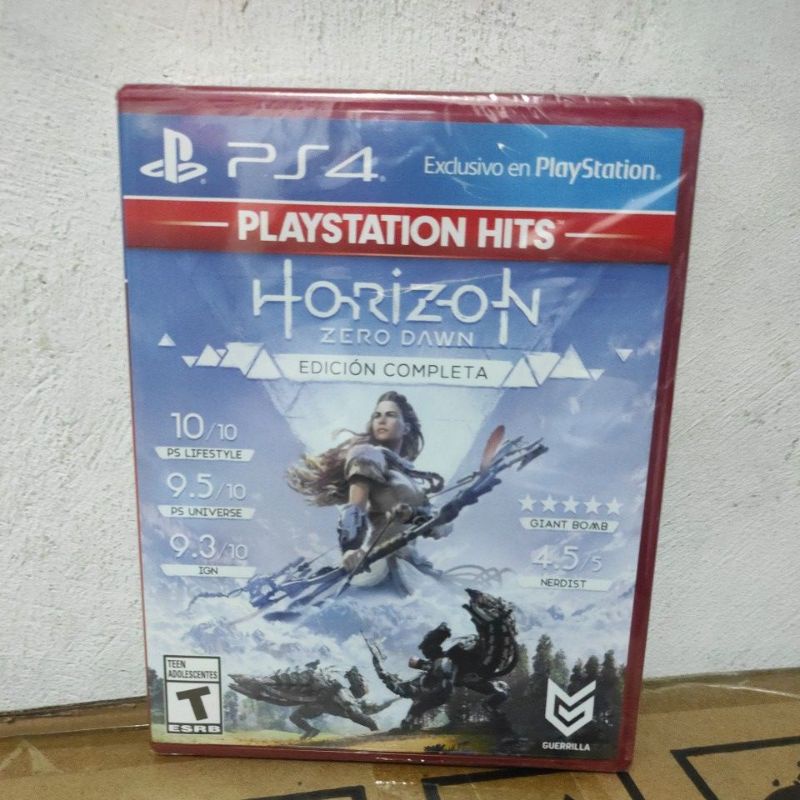 PS4
Exclusivo en PlayStation®
PLAYSTATION HITS™
HORIZON
ZERO DAWN
EDICIÓN COMPLETA
10/10
PS LIFESTYLE
9.5/10
PS UNIVERSE
9.3/10
IGN
★★★★★
GIANT BOMB
4.5/5
NERDIST
TEEN
ADOLESCENTES
T
ESRB
GUERRILLA